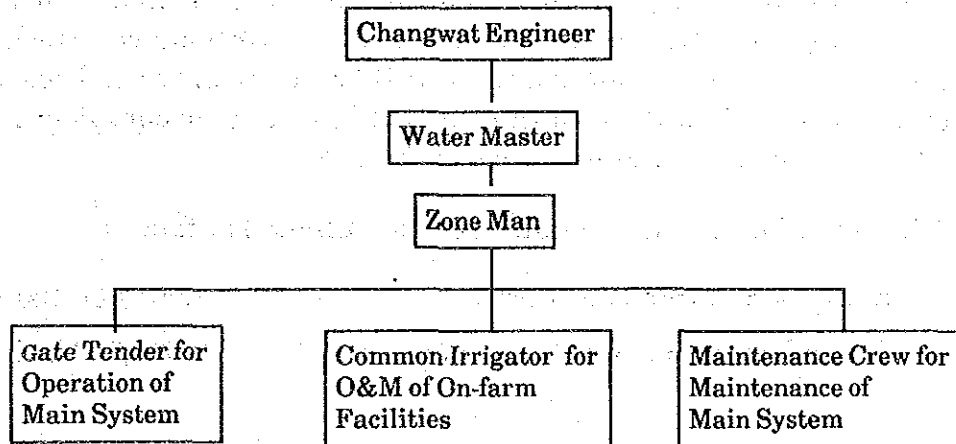 Changwat Engineer
Water Master
Zone Man
Gate Tender for
Operation of
Main System
Common Irrigator for
O&M of On-farm
Facilities
Maintenance Crew for
Maintenance of
Main System